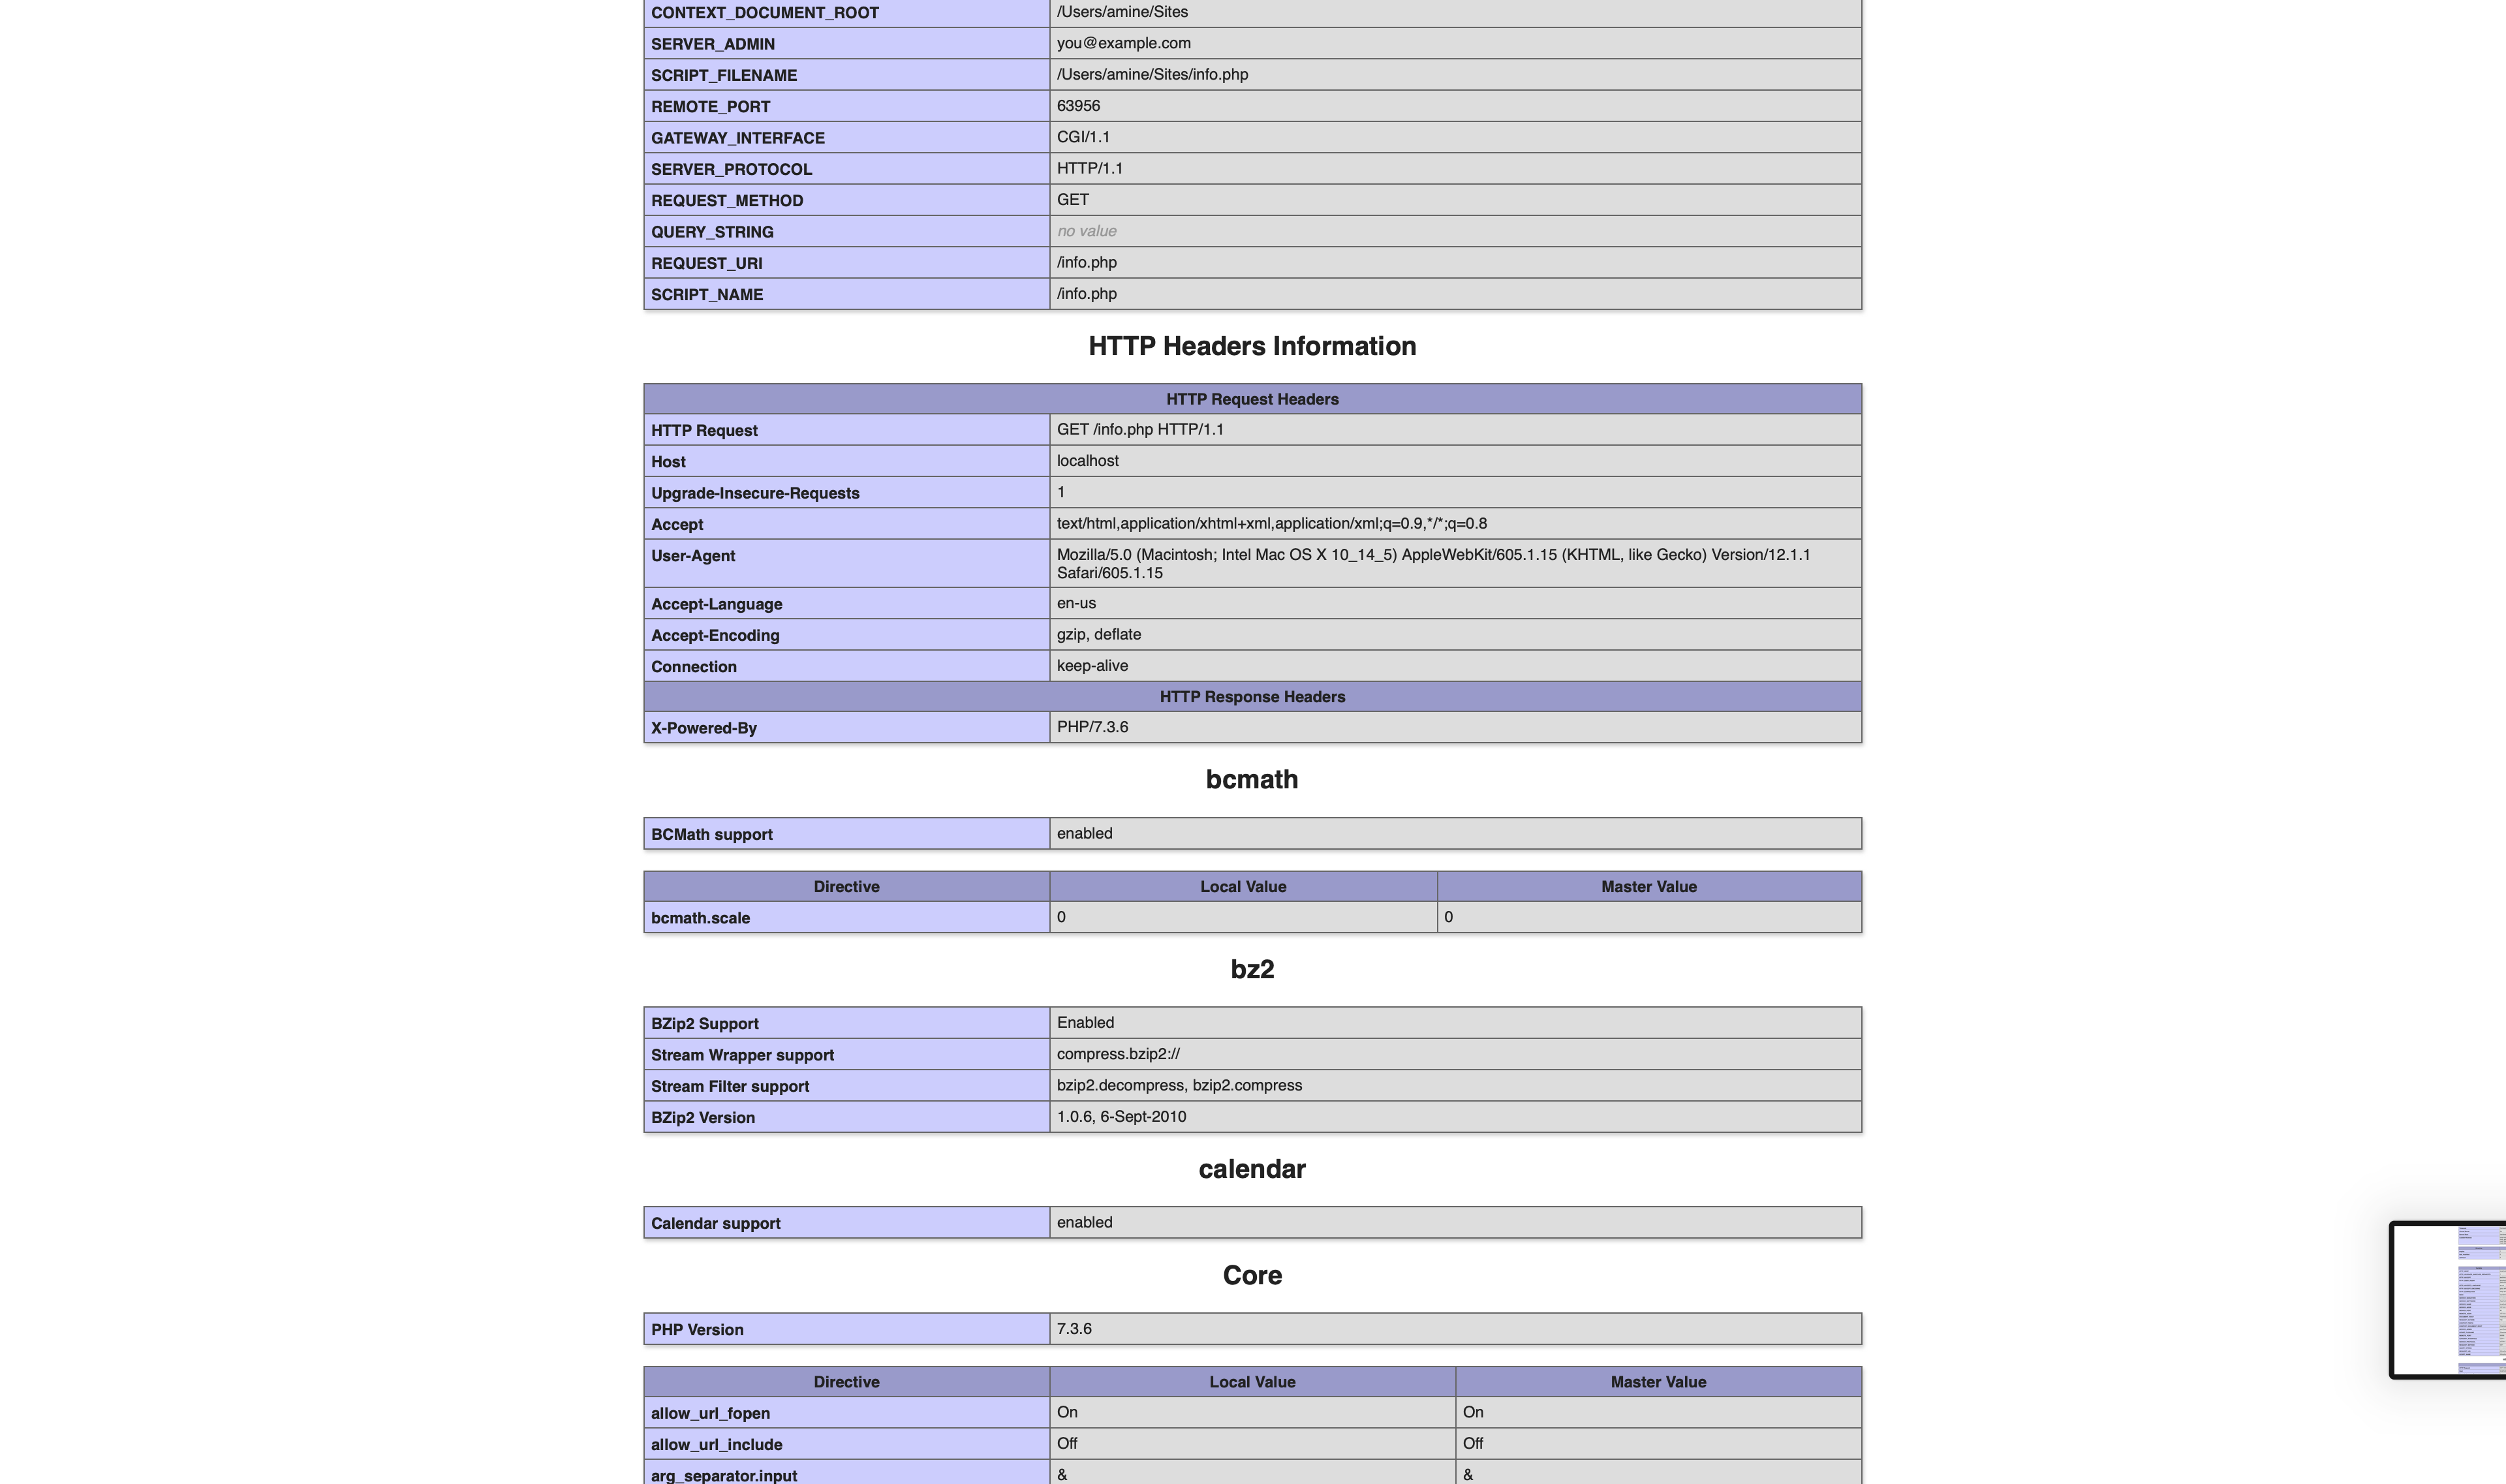 CONTEXT_DOCUMENT_ROOT /Users/amine/Sites
SERVER_ADMIN you@example.com
SCRIPT_FILENAME /Users/amine/Sites/info.php
REMOTE_PORT 63956
GATEWAY_INTERFACE CGI/1.1
SERVER_PROTOCOL HTTP/1.1
REQUEST_METHOD GET
QUERY_STRING no value
REQUEST_URI /info.php
SCRIPT_NAME /info.php
HTTP Headers Information
HTTP Request Headers
HTTP Request GET /info.php HTTP/1.1
Host localhost
Upgrade-Insecure-Requests 1
Accept text/html,application/xhtml+xml,application/xml;q=0.9,*/*;q=0.8
User-Agent Mozilla/5.0 (Macintosh; Intel Mac OS X 10_14_5) AppleWebKit/605.1.15 (KHTML, like Gecko) Version/12.1.1
Safari/605.1.15
Accept-Language en-us
Accept-Encoding gzip, deflate
Connection keep-alive
HTTP Response Headers
X-Powered-By PHP/7.3.6
bcmath
BCMath support enabled
Directive Local Value Master Value
bcmath.scale 0 0
bz2
BZip2 Support Enabled
Stream Wrapper support compress.bzip2://
Stream Filter support bzip2.decompress, bzip2.compress
BZip2 Version 1.0.6, 6-Sept-2010
calendar
Calendar support enabled
Core
PHP Version 7.3.6
Directive Local Value Master Value
allow_url_fopen On On
allow_url_include Off Off
arg_separator.input & &